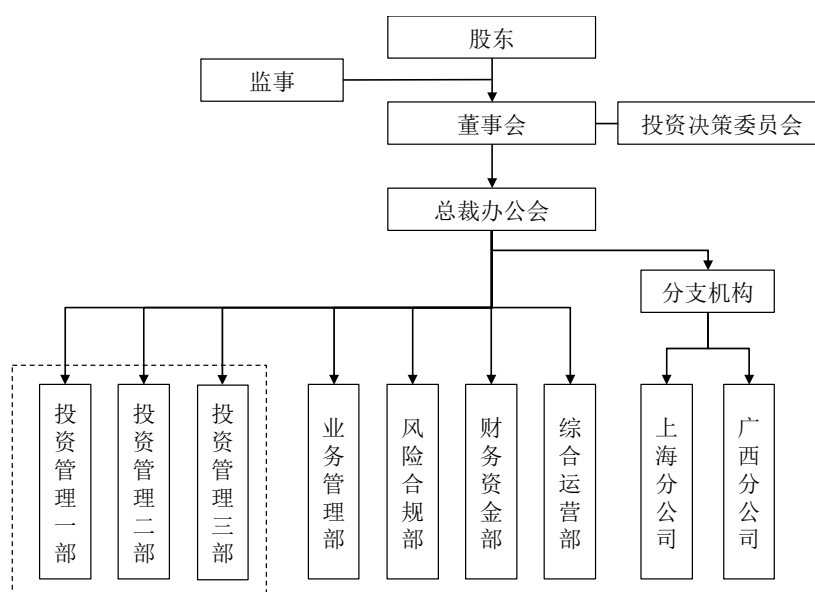 股东
监事
董事会
投资决策委员会
总裁办公会
分支机构
投资管理一部
投资管理二部
投资管理三部
业务管理部
风险合规部
财务资金部
综合运营部
上海分公司
广西分公司